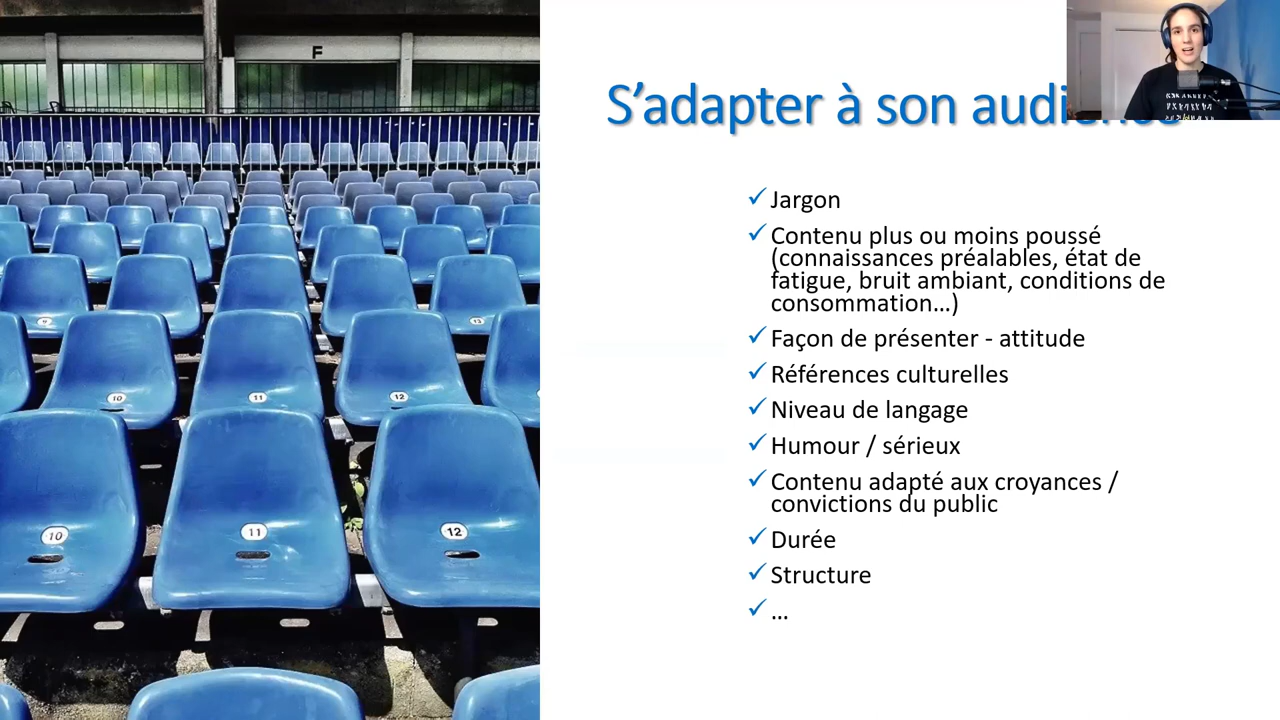 F
S'adapter à son
✓ Jargon
✓ Contenu plus ou moins poussé
(connaissances préalables, état de
fatigue, bruit ambiant, conditions de
consommation...)
✓ Façon de présenter - attitude
✓ Références culturelles
✓ Niveau de langage
✓ Humour / sérieux
✓ Contenu adapté aux croyances /
convictions du public
✓ Durée
✓ Structure
✓ ...
10
11
12
10
11
12